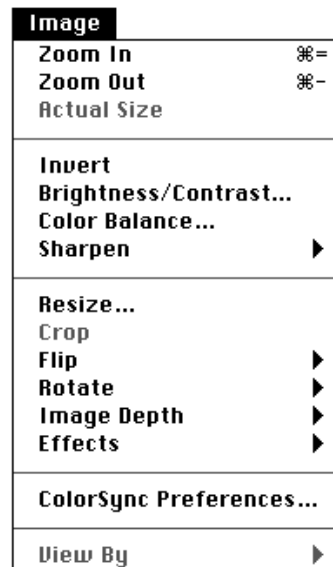 Image
Zoom In ⌘=
Zoom Out ⌘-
Actual Size
Invert
Brightness/Contrast...
Color Balance...
Sharpen
Resize...
Crop
Flip
Rotate
Image Depth
Effects
ColorSync Preferences...
View By